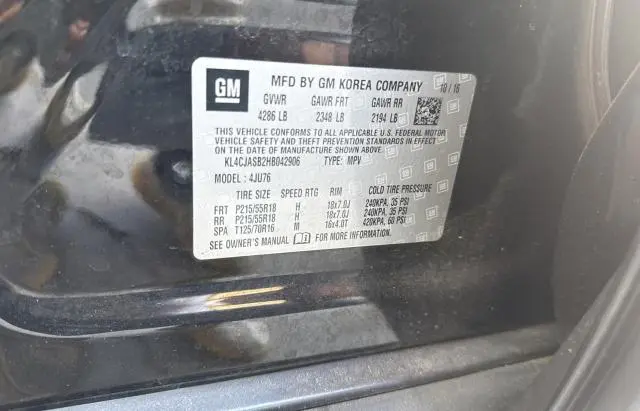 GM
MFD BY GM KOREA COMPANY 10/16
GVWR GAWR FRT GAWR RR
4286 LB 2348 LB 2194 LB
THIS VEHICLE CONFORMS TO ALL APPLICABLE U.S. FEDERAL MOTOR
VEHICLE SAFETY AND THEFT PREVENTION STANDARDS IN EFFECT
ON THE DATE OF MANUFACTURE SHOWN ABOVE.
KL4CJASB2HB042906 TYPE: MPV
MODEL: 4JU76
TIRE SIZE SPEED RTG RIM COLD TIRE PRESSURE
FRT P215/55R18 H 18x7.0J 240KPA, 35 PSI
RR P215/55R18 H 18x7.0J 240KPA, 35 PSI
SPA T125/70R16 M 16x4.0T 420KPA, 60 PSI
SEE OWNER'S MANUAL FOR MORE INFORMATION.